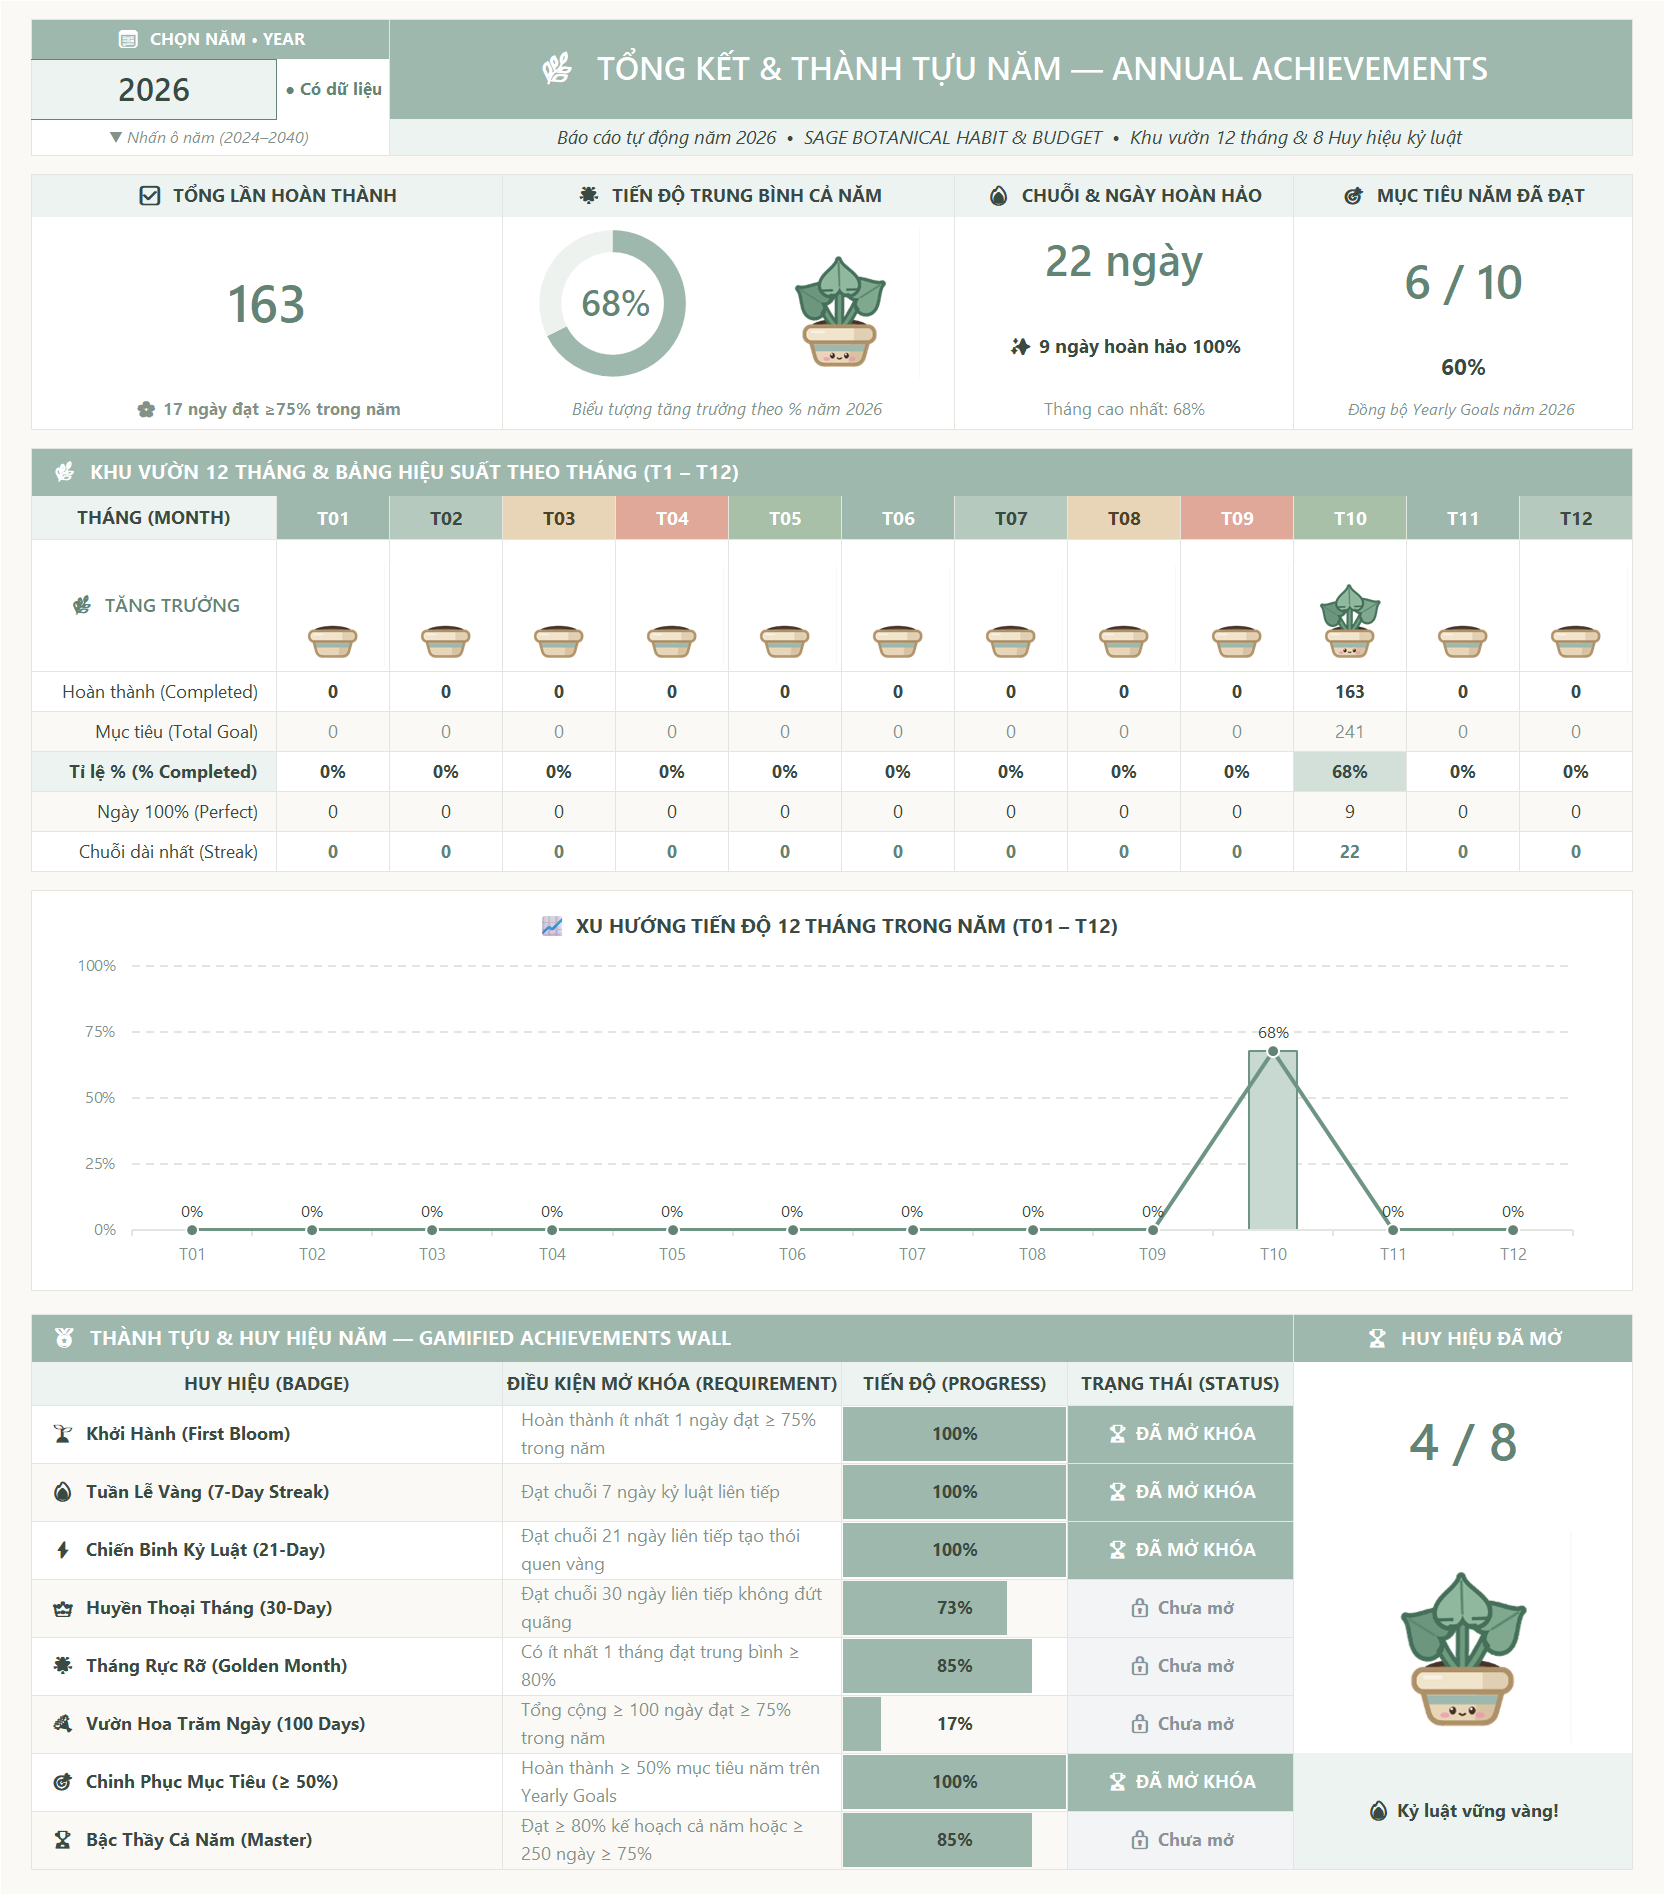 CHỌN NĂM • YEAR
2026
● Có dữ liệu
▼ Nhấn ô năm (2024–2040)
TỔNG KẾT & THÀNH TỰU NĂM — ANNUAL ACHIEVEMENTS
Báo cáo tự động năm 2026 • SAGE BOTANICAL HABIT & BUDGET • Khu vườn 12 tháng & 8 Huy hiệu kỷ luật
TỔNG LẦN HOÀN THÀNH
163
17 ngày đạt ≥75% trong năm
TIẾN ĐỘ TRUNG BÌNH CẢ NĂM
68%
Biểu tượng tăng trưởng theo % năm 2026
CHUỖI & NGÀY HOÀN HẢO
22 ngày
9 ngày hoàn hảo 100%
Tháng cao nhất: 68%
MỤC TIÊU NĂM ĐÃ ĐẠT
6 / 10
60%
Đồng bộ Yearly Goals năm 2026
KHU VƯỜN 12 THÁNG & BẢNG HIỆU SUẤT THEO THÁNG (T1 – T12)
THÁNG (MONTH) T01 T02 T03 T04 T05 T06 T07 T08 T09 T10 T11 T12
TĂNG TRƯỞNG
Hoàn thành (Completed) 0 0 0 0 0 0 0 0 0 163 0 0
Mục tiêu (Total Goal) 0 0 0 0 0 0 0 0 0 241 0 0
Tỉ lệ % (% Completed) 0% 0% 0% 0% 0% 0% 0% 0% 0% 68% 0% 0%
Ngày 100% (Perfect) 0 0 0 0 0 0 0 0 0 9 0 0
Chuỗi dài nhất (Streak) 0 0 0 0 0 0 0 0 0 22 0 0
XU HƯỚNG TIẾN ĐỘ 12 THÁNG TRONG NĂM (T01 – T12)
100%
75%
68%
50%
25%
0% 0% 0% 0% 0% 0% 0% 0% 0% 0% 0%
0%
T01 T02 T03 T04 T05 T06 T07 T08 T09 T10 T11 T12
THÀNH TỰU & HUY HIỆU NĂM — GAMIFIED ACHIEVEMENTS WALL
HUY HIỆU (BADGE) ĐIỀU KIỆN MỞ KHÓA (REQUIREMENT) TIẾN ĐỘ (PROGRESS) TRẠNG THÁI (STATUS)
Khởi Hành (First Bloom)
Hoàn thành ít nhất 1 ngày đạt ≥ 75%
trong năm
100%
ĐÃ MỞ KHÓA
Tuần Lễ Vàng (7-Day Streak)
Đạt chuỗi 7 ngày kỷ luật liên tiếp
100%
ĐÃ MỞ KHÓA
Chiến Binh Kỷ Luật (21-Day)
Đạt chuỗi 21 ngày liên tiếp tạo thói
quen vàng
100%
ĐÃ MỞ KHÓA
Huyền Thoại Tháng (30-Day)
Đạt chuỗi 30 ngày liên tiếp không đứt
quãng
73%
Chưa mở
Tháng Rực Rỡ (Golden Month)
Có ít nhất 1 tháng đạt trung bình ≥
80%
85%
Chưa mở
Vườn Hoa Trăm Ngày (100 Days)
Tổng cộng ≥ 100 ngày đạt ≥ 75%
trong năm
17%
Chưa mở
Chinh Phục Mục Tiêu (≥ 50%)
Hoàn thành ≥ 50% mục tiêu năm trên
Yearly Goals
100%
ĐÃ MỞ KHÓA
Bậc Thầy Cả Năm (Master)
Đạt ≥ 80% kế hoạch cả năm hoặc ≥
250 ngày ≥ 75%
85%
Chưa mở
HUY HIỆU ĐÃ MỞ
4 / 8
Kỷ luật vững vàng!